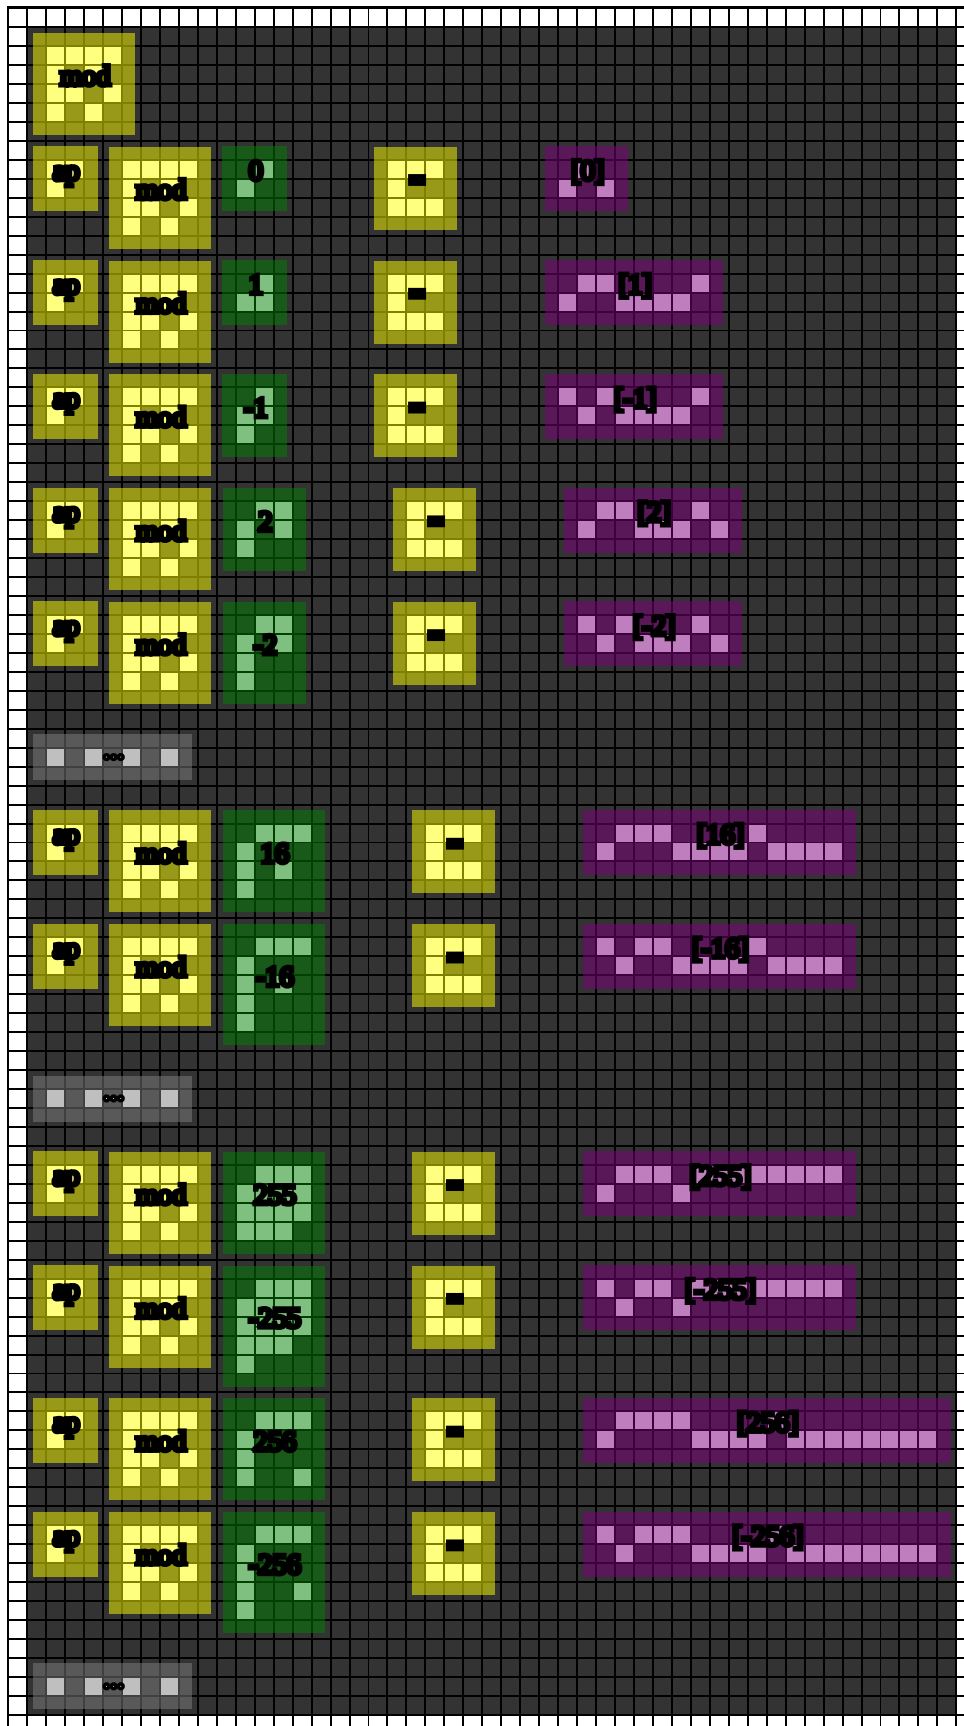 mod
ap mod 0 = [0]
ap mod 1 = [1]
ap mod -1 = [-1]
ap mod 2 = [2]
ap mod -2 = [-2]
...
ap mod 16 = [16]
ap mod -16 = [-16]
...
ap mod 255 = [255]
ap mod -255 = [-255]
ap mod 256 = [256]
ap mod -256 = [-256]
...